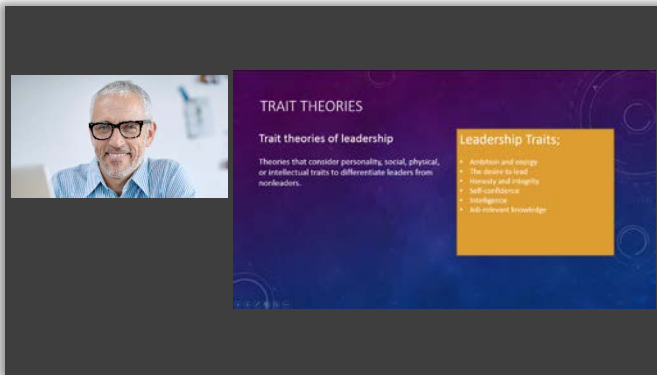 TRAIT THEORIES
Trait theories of leadership
Theories that consider personality, social, physical,
or intellectual traits to differentiate leaders from
nonleaders.
Leadership Traits;
• Ambition and energy
• The desire to lead
• Honesty and integrity
• Self-confidence
• Intelligence
• Job-relevant knowledge